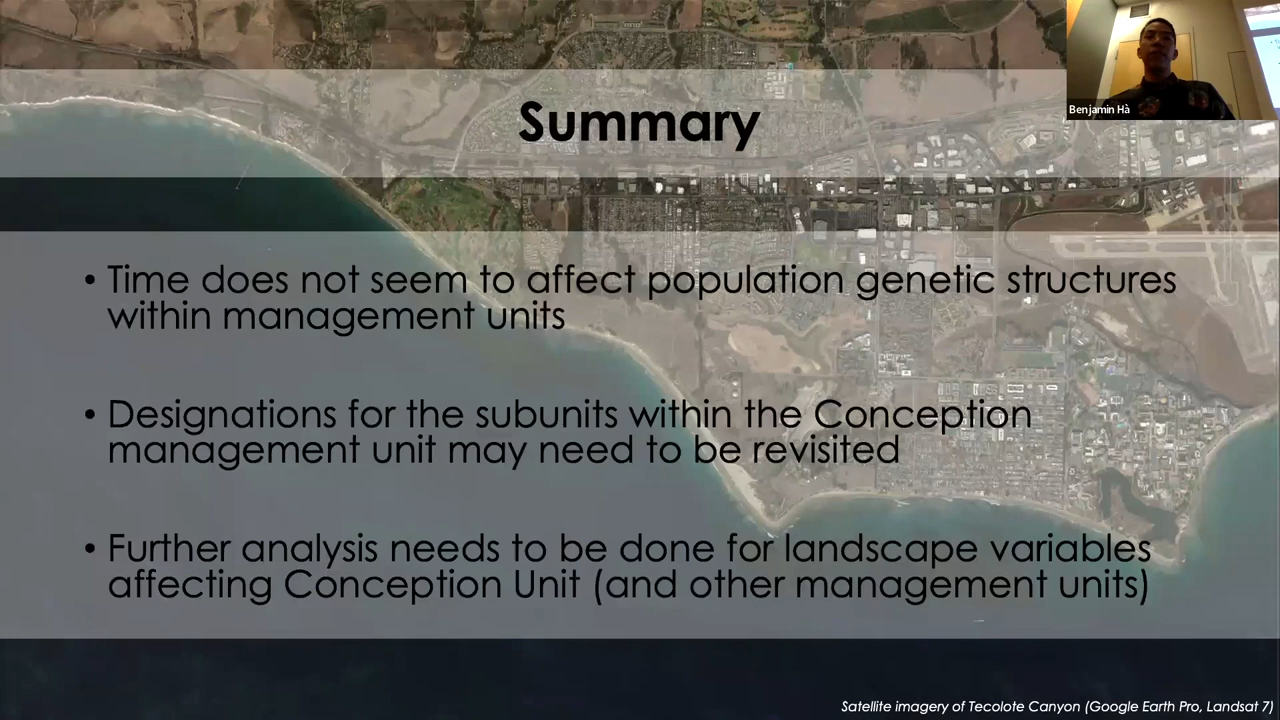 Benjamin Hà
Summary
• Time does not seem to affect population genetic structures
within management units
• Designations for the subunits within the Conception
management unit may need to be revisited
• Further analysis needs to be done for landscape variables
affecting Conception Unit (and other management units)
Satellite imagery of Tecolote Canyon (Google Earth Pro, Landsat 7)